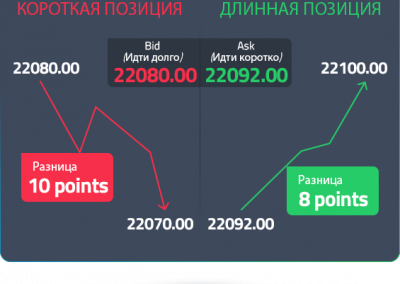 КОРОТКАЯ ПОЗИЦИЯ
ДЛИННАЯ ПОЗИЦИЯ
Bid
(Идти долго)
22080.00
Ask
(Идти коротко)
22092.00
22080.00
22100.00
Разница
10 points
Разница
8 points
22070.00
22092.00